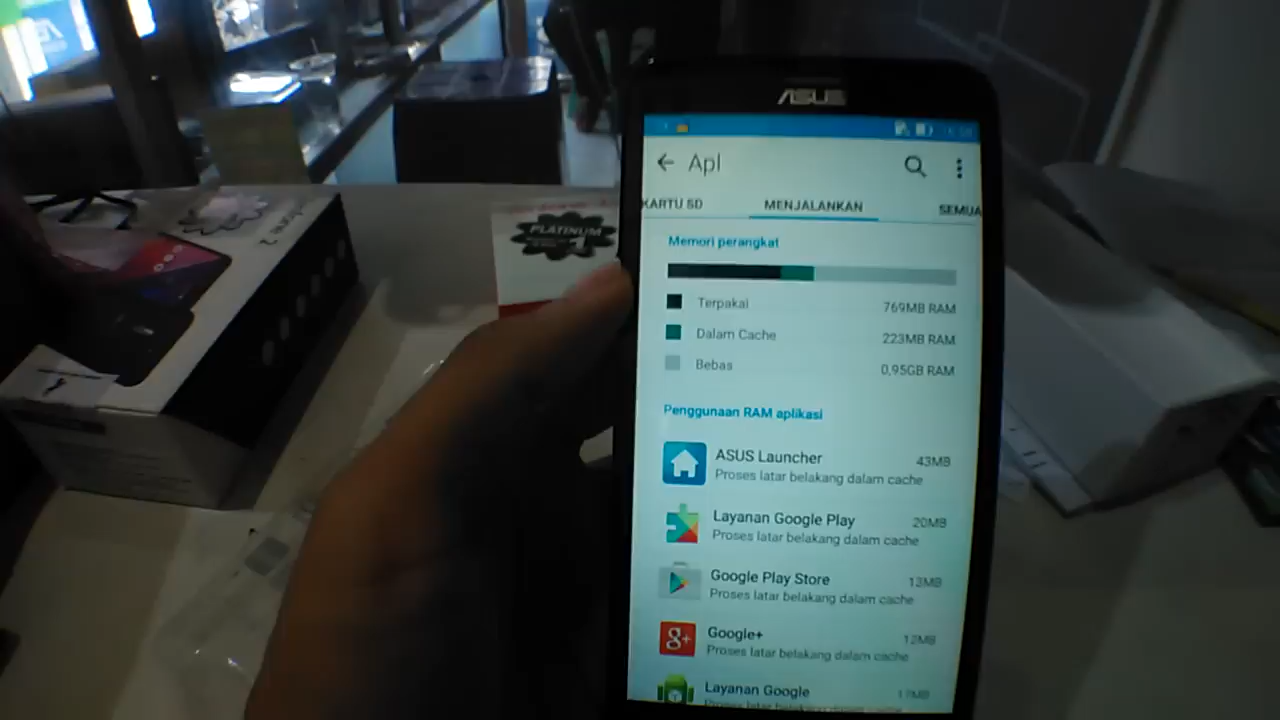 ASUS
Apl
KARTU SD
MENJALANKAN
SEMUA
Memori perangkat
Terpakai
769MB RAM
Dalam Cache
223MB RAM
Bebas
0,95GB RAM
Penggunaan RAM aplikasi
ASUS Launcher
43MB
Proses latar belakang dalam cache
Layanan Google Play
20MB
Proses latar belakang dalam cache
Google Play Store
13MB
Proses latar belakang dalam cache
Google+
12MB
Proses latar belakang dalam cache
Layanan Google
PLATINUM